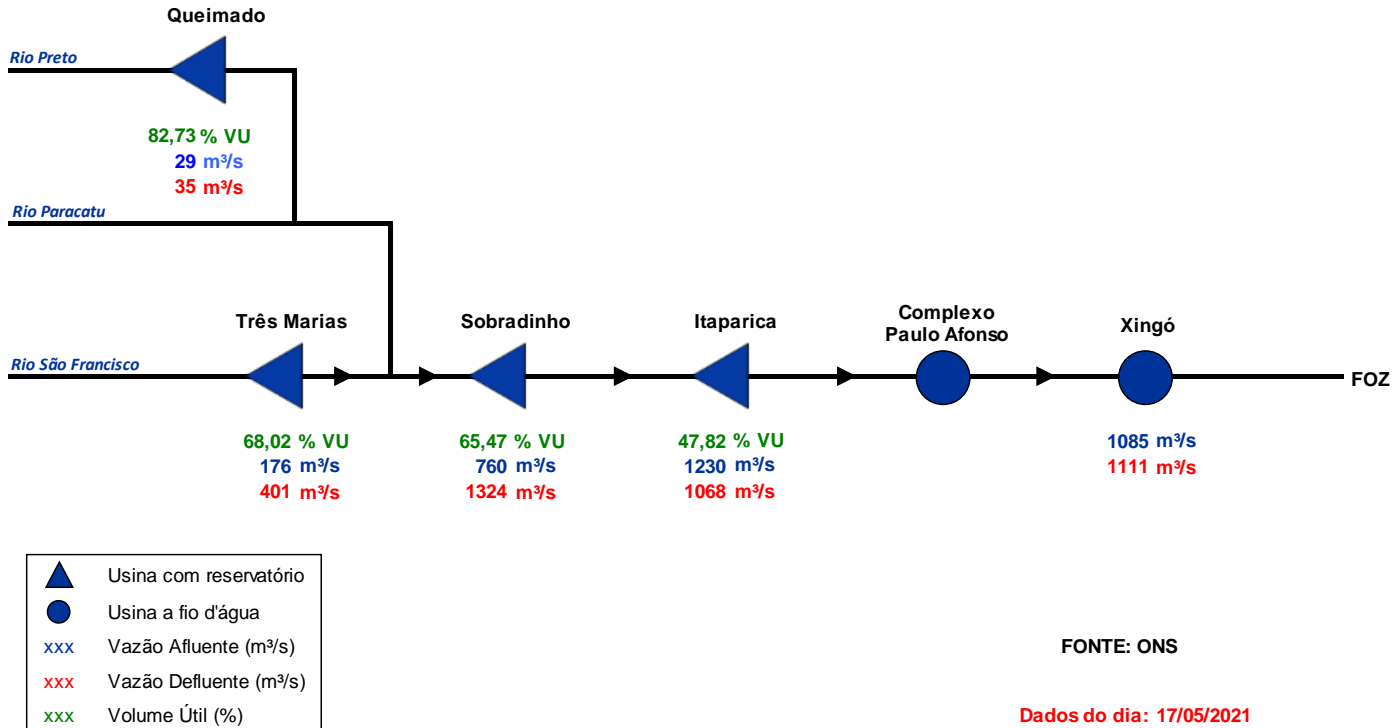 Queimado
Rio Preto
82,73 % VU
29 m³/s
35 m³/s
Rio Paracatu
Três Marias
Sobradinho
Itaparica
Complexo
Paulo Afonso
Xingó
Rio São Francisco
FOZ
68,02 % VU
176 m³/s
401 m³/s
65,47 % VU
760 m³/s
1324 m³/s
47,82 % VU
1230 m³/s
1068 m³/s
1085 m³/s
1111 m³/s
Usina com reservatório
Usina a fio d'água
xxx Vazão Afluente (m³/s)
xxx Vazão Defluente (m³/s)
xxx Volume Útil (%)
FONTE: ONS
Dados do dia: 17/05/2021